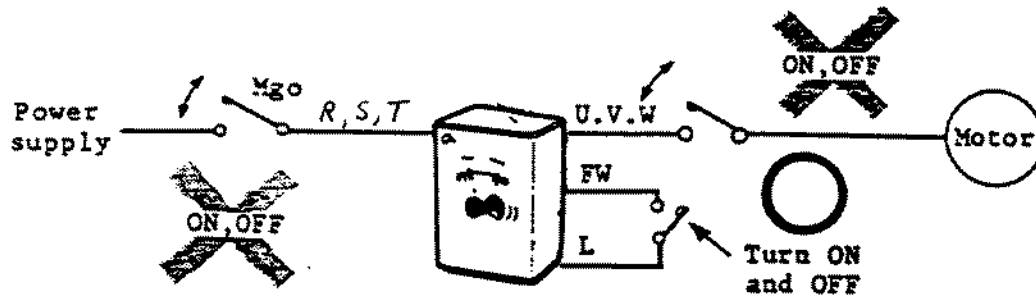 Power
supply
Mgo
R, S, T
ON,OFF
U.V.W
ON,OFF
Motor
FW
L
Turn ON
and OFF